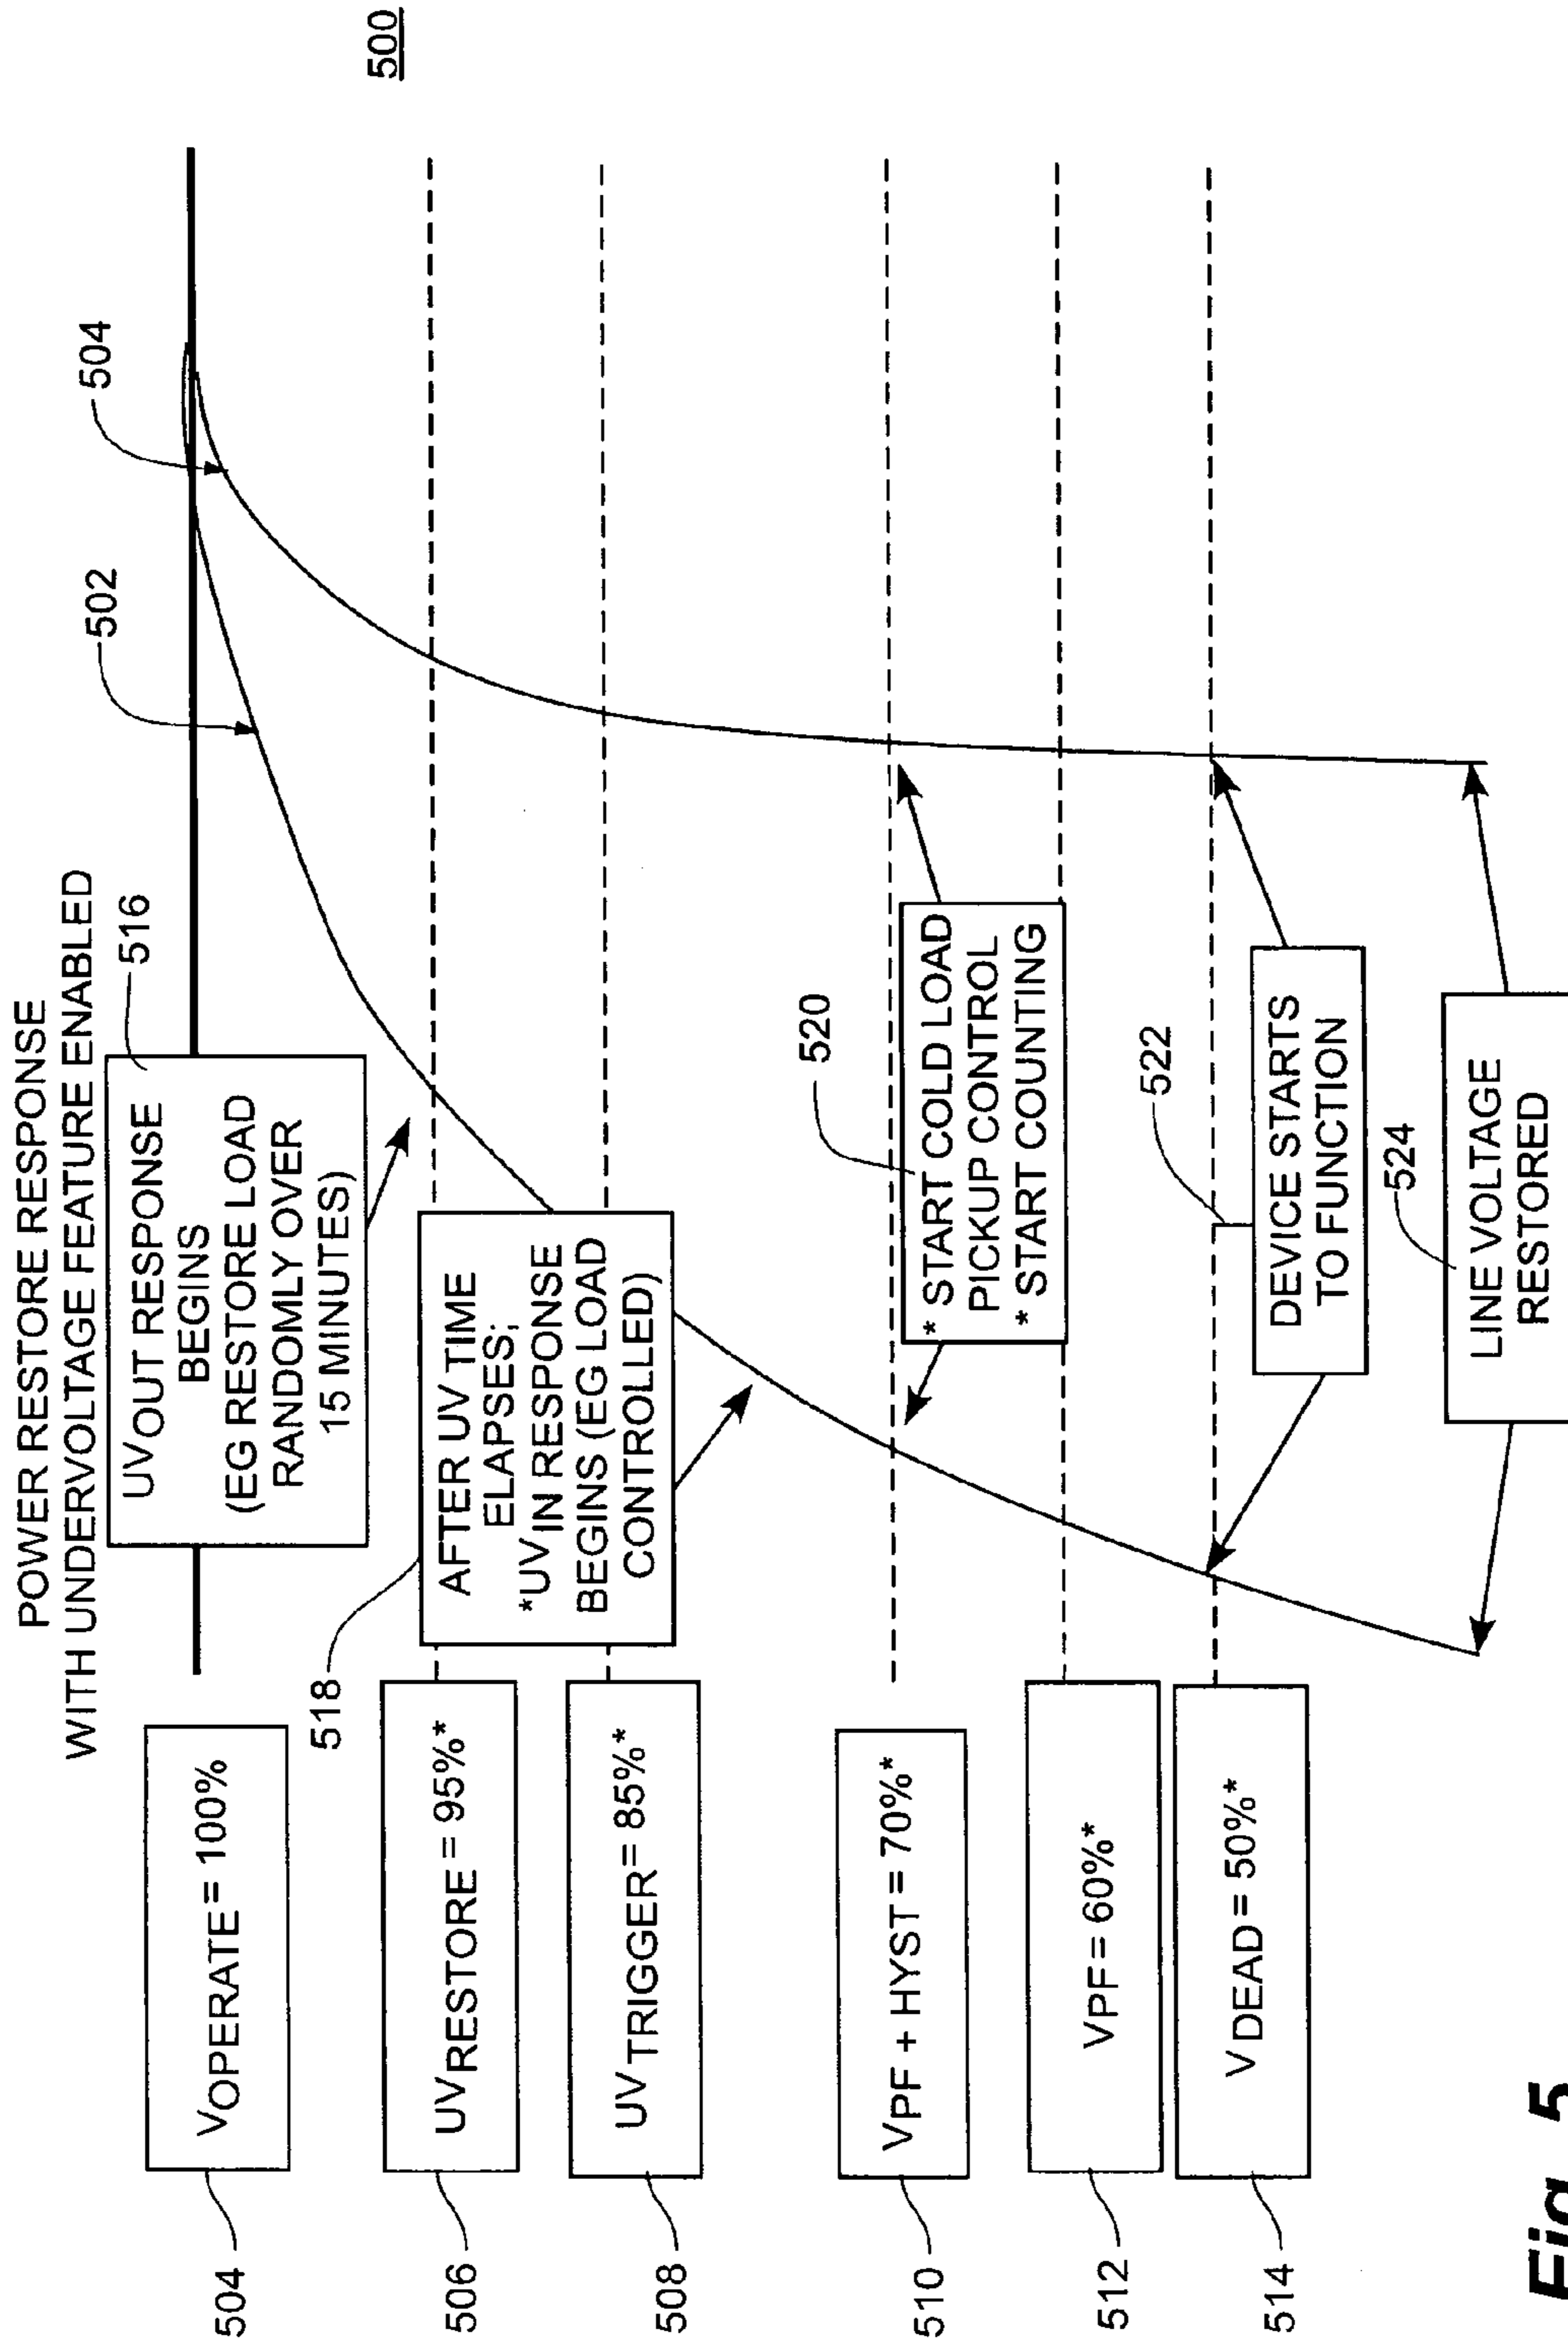 POWER RESTORE RESPONSE
WITH UNDERVOLTAGE FEATURE ENABLED
500
502
504
516
UVOUT RESPONSE
BEGINS
(EG RESTORE LOAD
RANDOMLY OVER
15 MINUTES)
504
VOPERATE = 100%
518
AFTER UV TIME
ELAPSES;
*UVIN RESPONSE
BEGINS (EG LOAD
CONTROLLED)
506
UVRESTORE = 95%*
508
UVTRIGGER = 85%*
520
* START COLD LOAD
PICKUP CONTROL
* START COUNTING
510
VPF + HYST = 70%*
512
VPF = 60%*
522
DEVICE STARTS
TO FUNCTION
514
VDEAD = 50%*
524
LINE VOLTAGE
RESTORED
Fig. 5